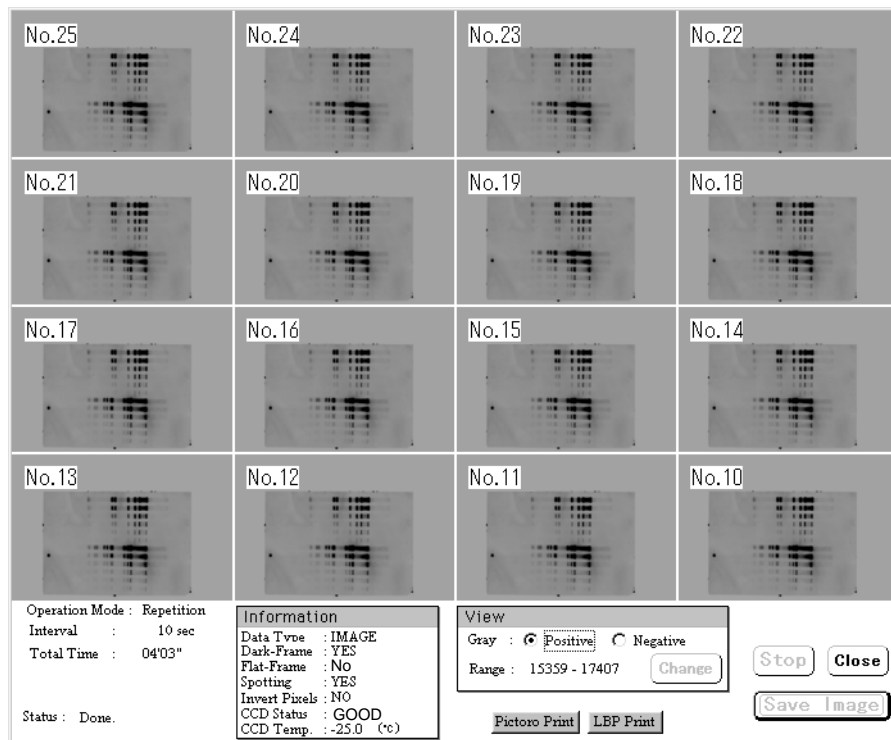 No.25 No.24 No.23 No.22
No.21 No.20 No.19 No.18
No.17 No.16 No.15 No.14
No.13 No.12 No.11 No.10
Operation Mode : Repetition
Interval : 10 sec
Total Time : 04'03"
Status : Done.
Information
Data Type : IMAGE
Dark-Frame : YES
Flat-Frame : No
Spotting : YES
Invert Pixels : NO
CCD Status : GOOD
CCD Temp. : -25.0 (°c)
View
Gray : Positive Negative
Range : 15359 - 17407 Change
Pictoro Print LBP Print
Stop Close
Save Image